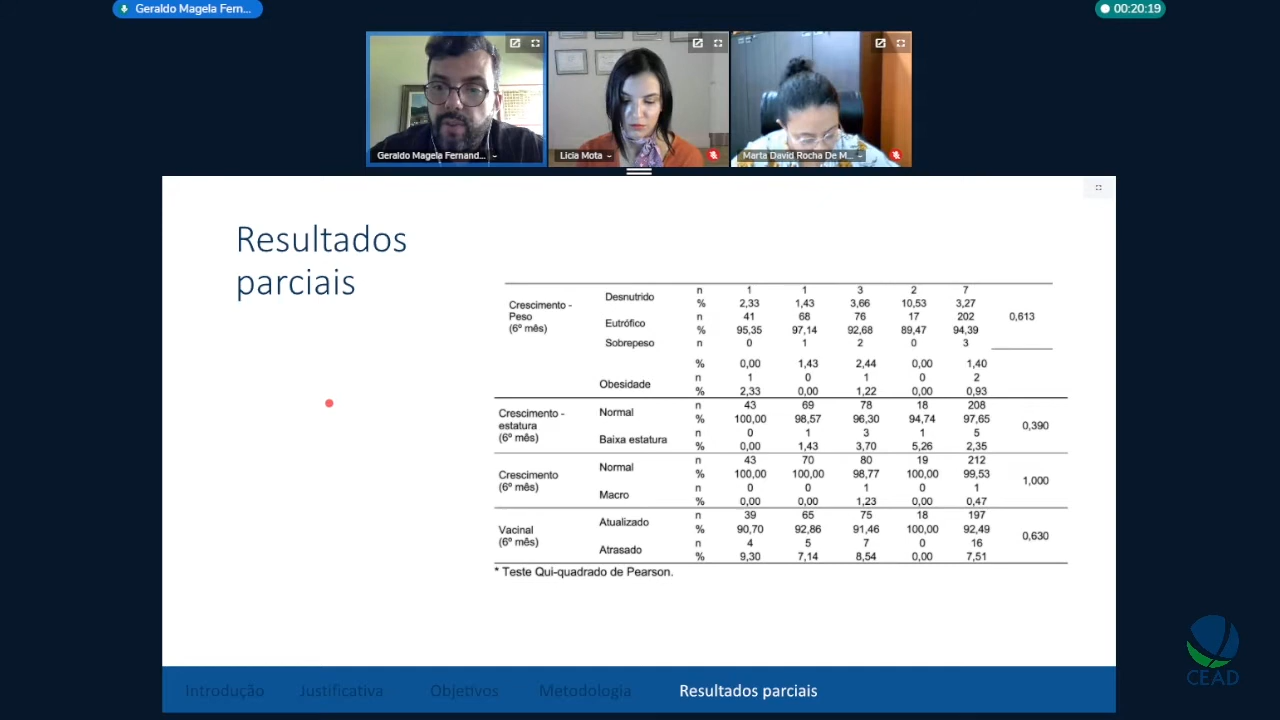 Geraldo Magela Fern...
00:20:19
Geraldo Magela Fernand...
Licia Mota
Marta David Rocha De M...
Resultados
parciais
Desnutrido n 1 1 3 2 7
% 2,33 1,43 3,66 10,53 3,27
Crescimento -
Peso
(6º mês)
Eutrófico n 41 68 76 17 202 0,613
% 95,35 97,14 92,68 89,47 94,39
Sobrepeso n 0 1 2 0 3
% 0,00 1,43 2,44 0,00 1,40
Obesidade n 1 0 1 0 2
% 2,33 0,00 1,22 0,00 0,93
Crescimento -
estatura
(6º mês)
Normal n 43 69 78 18 208
% 100,00 98,57 96,30 94,74 97,65
0,390
Baixa estatura n 0 1 3 1 5
% 0,00 1,43 3,70 5,26 2,35
Crescimento
(6º mês)
Normal n 43 70 80 19 212
% 100,00 100,00 98,77 100,00 99,53
1,000
Macro n 0 0 1 0 1
% 0,00 0,00 1,23 0,00 0,47
Vacinal
(6º mês)
Atualizado n 39 65 75 18 197
% 90,70 92,86 91,46 100,00 92,49
0,630
Atrasado n 4 5 7 0 16
% 9,30 7,14 8,54 0,00 7,51
* Teste Qui-quadrado de Pearson.
CEAD
Introdução Justificativa Objetivos Metodologia Resultados parciais